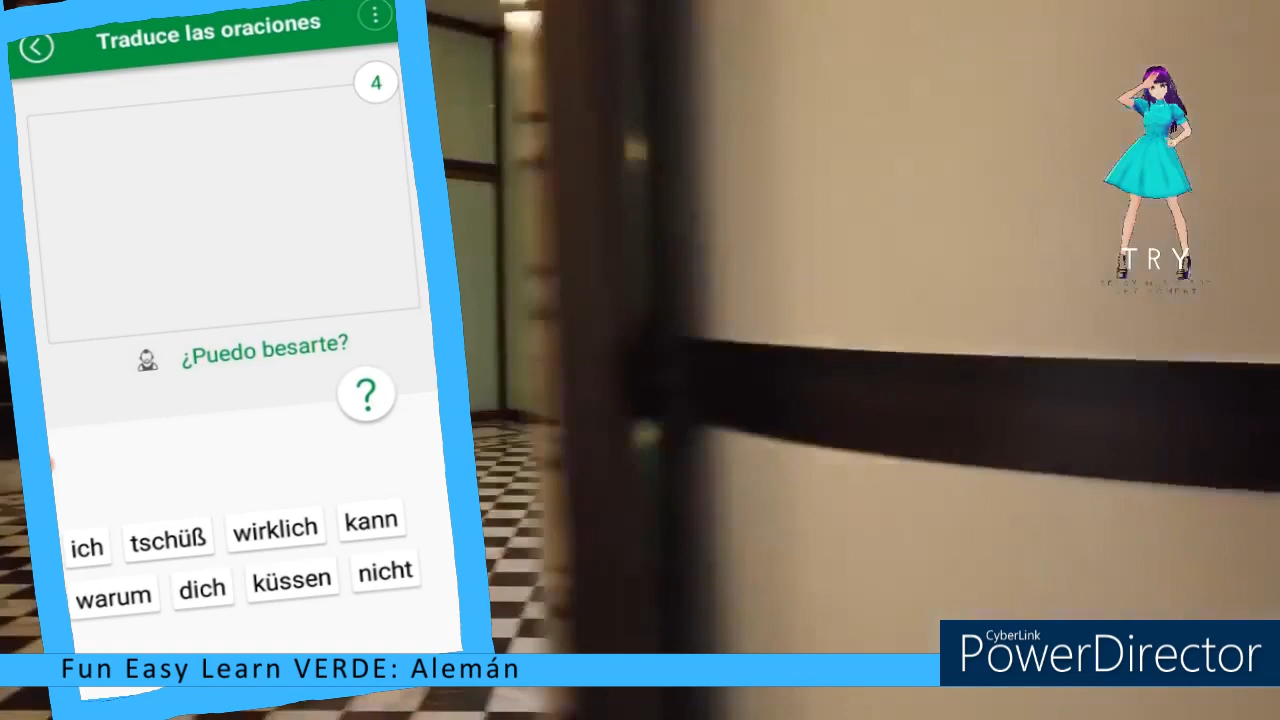 Traduce las oraciones
4
¿Puedo besarte?
?
ich tschüß wirklich kann
warum dich küssen nicht
TRY
Fun Easy Learn VERDE: Alemán
CyberLink
PowerDirector